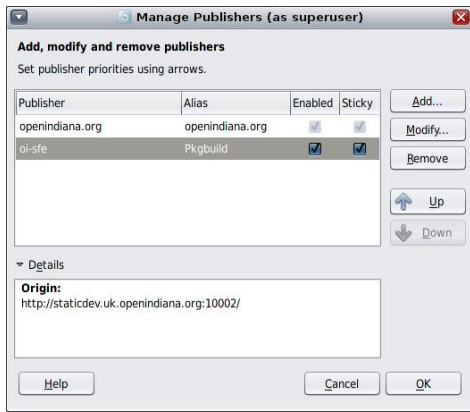 Manage Publishers (as superuser)
Add, modify and remove publishers
Set publisher priorities using arrows.
Publisher Alias Enabled Sticky
openindiana.org openindiana.org
oi-sfe Pkgbuild
Add...
Modify...
Remove
Up
Down
Details
Origin:
http://staticdev.uk.openindiana.org:10002/
Help Cancel OK